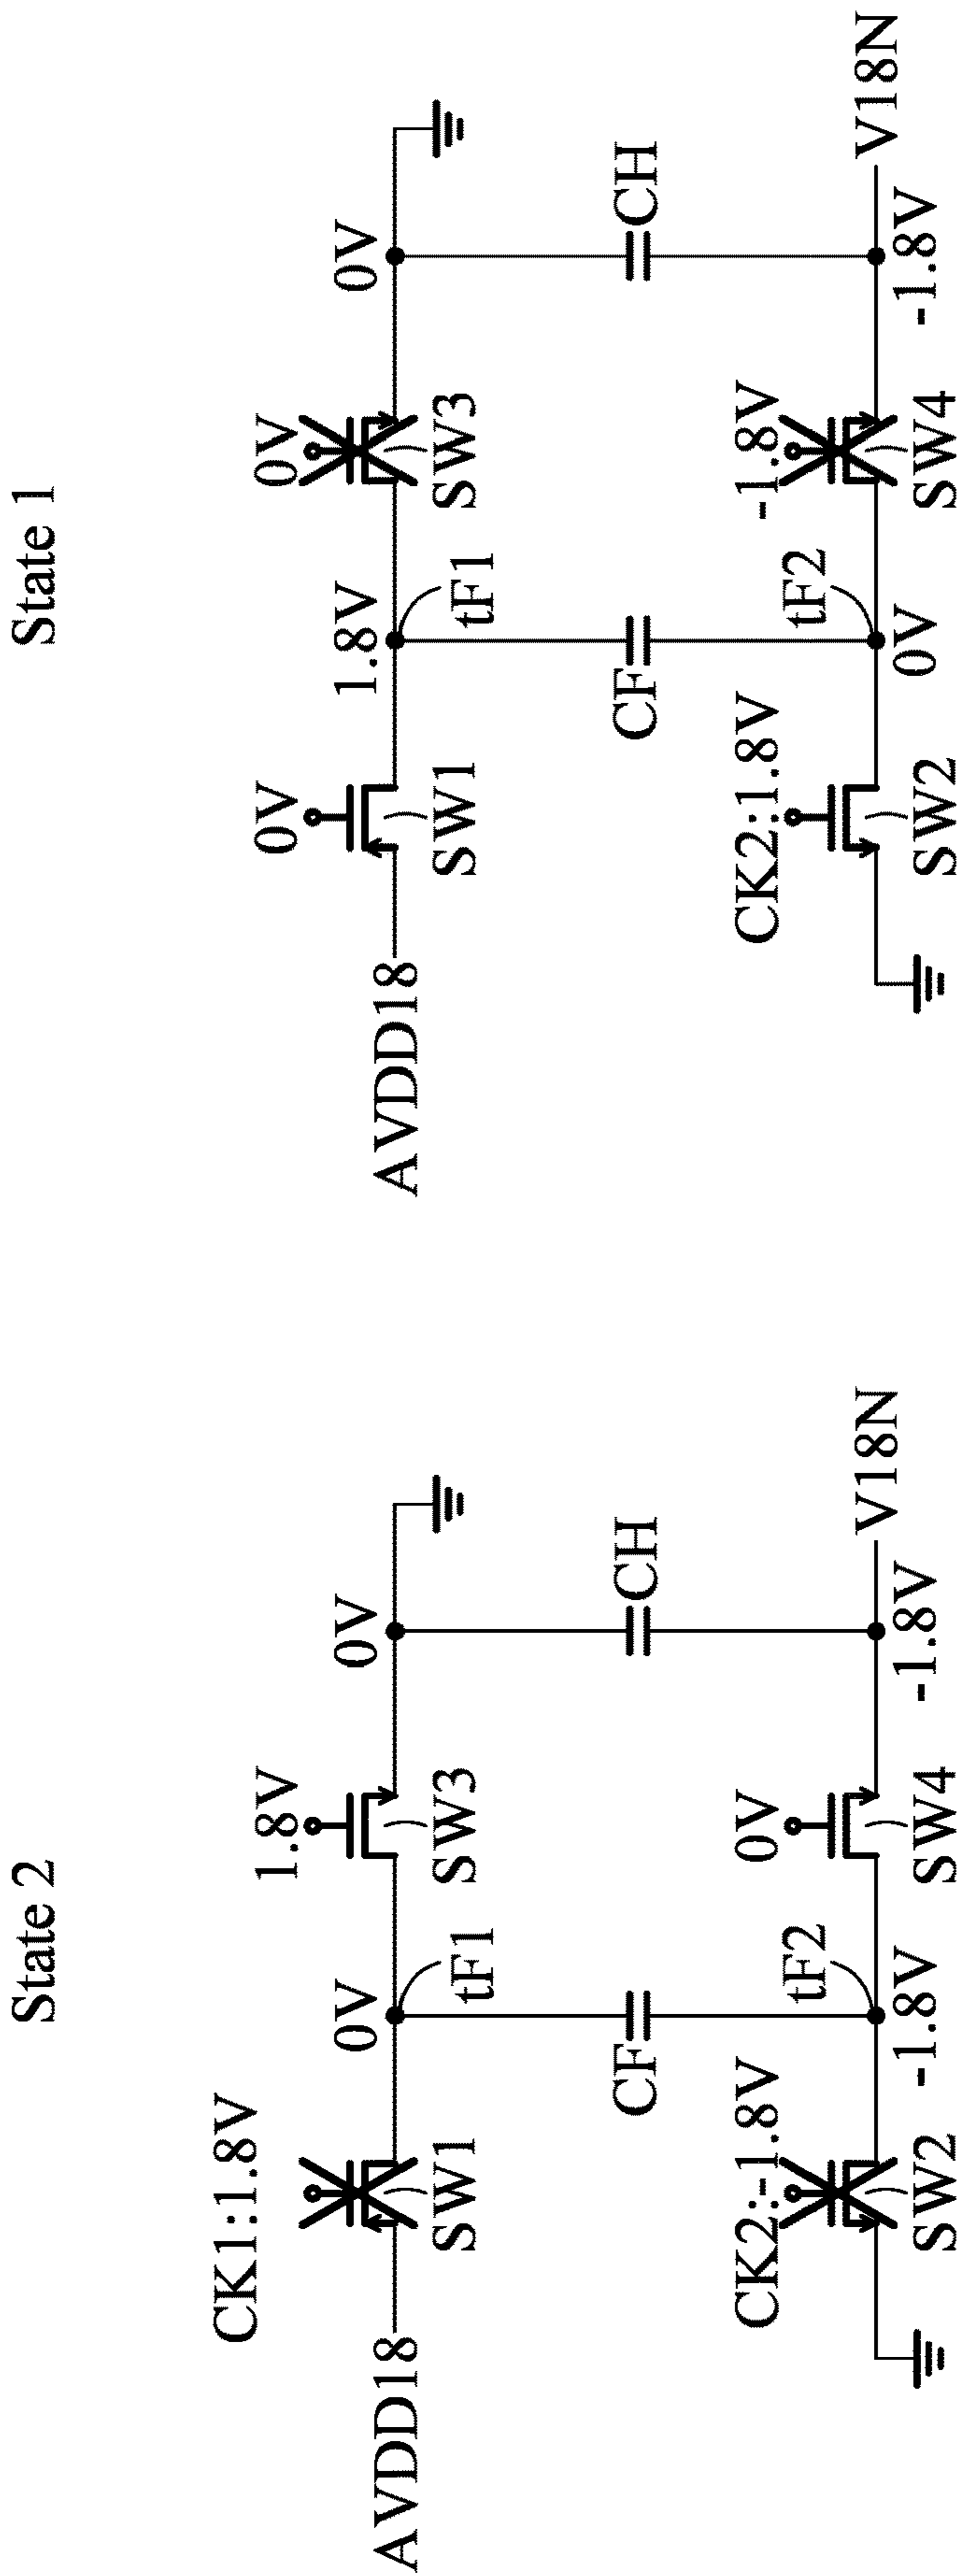 State 1
AVDD18
0V
SW1
1.8V
tF1
0V
SW3
0V
CF
CH
CK2:1.8V
SW2
tF2
0V
-1.8V
SW4
-1.8V
V18N
State 2
AVDD18
CK1:1.8V
SW1
0V
tF1
1.8V
SW3
0V
CF
CH
CK2:-1.8V
SW2
tF2
-1.8V
0V
SW4
-1.8V
V18N